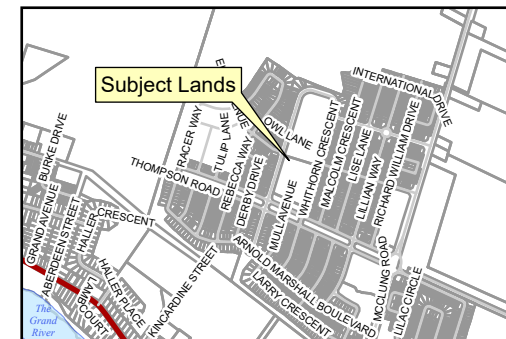 Subject Lands
INTERNATIONAL DRIVE
OWL LANE
RACER WAY
TULIP LANE
REBECCA WAY
DERBY DRIVE
MULL AVENUE
WHITHORN CRESCENT
MALCOLM CRESCENT
LISE LANE
LILLIAN WAY
RICHARD WILLIAM DRIVE
THOMPSON ROAD
BURKE DRIVE
GRAND AVENUE
ABERDEEN STREET
HALLER CRESCENT
HALLER PLACE
LAMB
COURT
KINCARDINE STREET
ARNOLD MARSHALL BOULEVARD
LARRY CRESCENT
MCCLUNG ROAD
LILAC CIRCLE
The
Grand
River